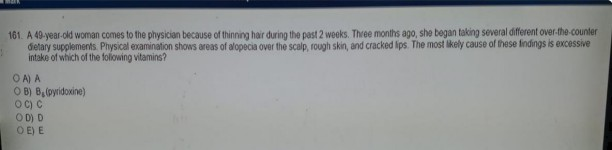 161. A 49-year-old woman comes to the physician because of thinning hair during the past 2 weeks. Three months ago, she began taking several different over-the-counter
dietary supplements. Physical examination shows areas of alopecia over the scalp, rough skin, and cracked lips. The most likely cause of these findings is excessive
intake of which of the following vitamins?
A) A
B) B₆ (pyridoxine)
C) C
D) D
E) E